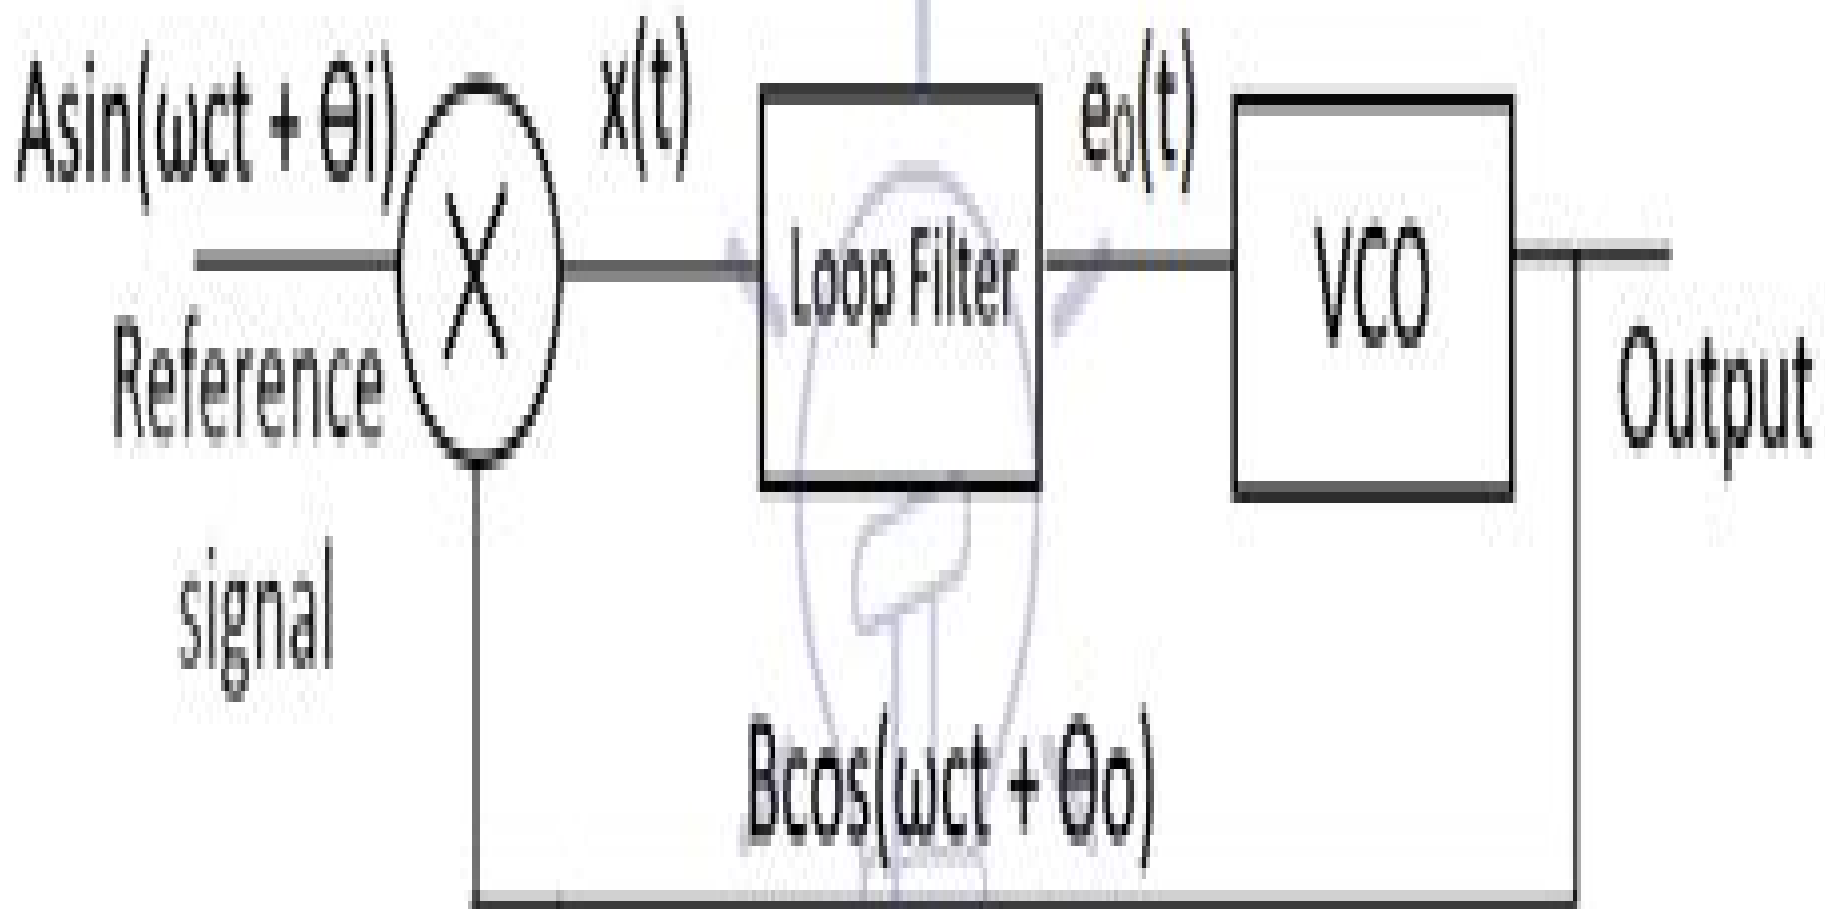 Asin(ωct + Θi)
x(t)
e₀(t)
X
Loop Filter
VCO
Reference
signal
Output
Bcos(ωct + Θo)